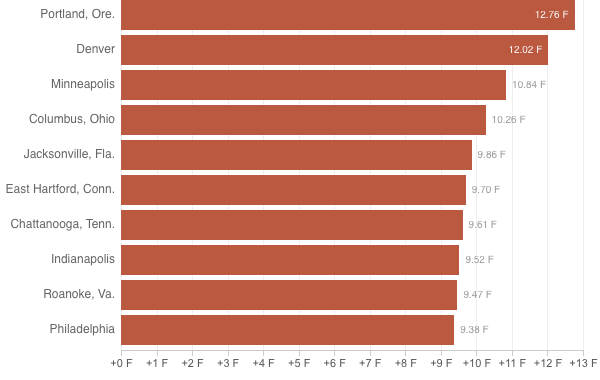 Portland, Ore. 12.76 F
Denver 12.02 F
Minneapolis 10.84 F
Columbus, Ohio 10.26 F
Jacksonville, Fla. 9.86 F
East Hartford, Conn. 9.70 F
Chattanooga, Tenn. 9.61 F
Indianapolis 9.52 F
Roanoke, Va. 9.47 F
Philadelphia 9.38 F
+0 F +1 F +2 F +3 F +4 F +5 F +6 F +7 F +8 F +9 F +10 F +11 F +12 F +13 F